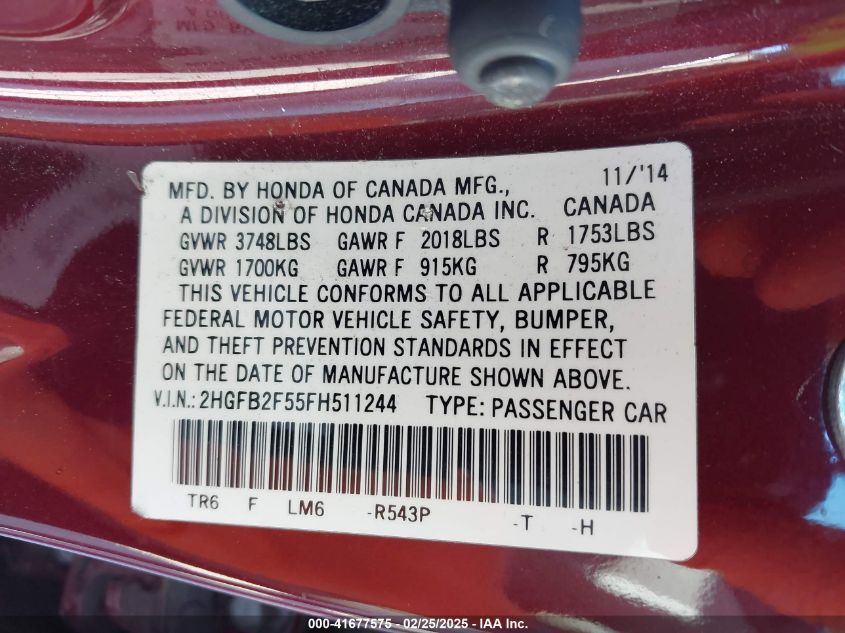 11/'14
MFD. BY HONDA OF CANADA MFG.,
A DIVISION OF HONDA CANADA INC. CANADA
GVWR 3748LBS GAWR F 2018LBS R 1753LBS
GVWR 1700KG GAWR F 915KG R 795KG
THIS VEHICLE CONFORMS TO ALL APPLICABLE
FEDERAL MOTOR VEHICLE SAFETY, BUMPER,
AND THEFT PREVENTION STANDARDS IN EFFECT
ON THE DATE OF MANUFACTURE SHOWN ABOVE.
V.I.N.: 2HGFB2F55FH511244 TYPE: PASSENGER CAR
TR6 F LM6 -R543P -T -H
000-41677575 - 02/25/2025 - IAA Inc.